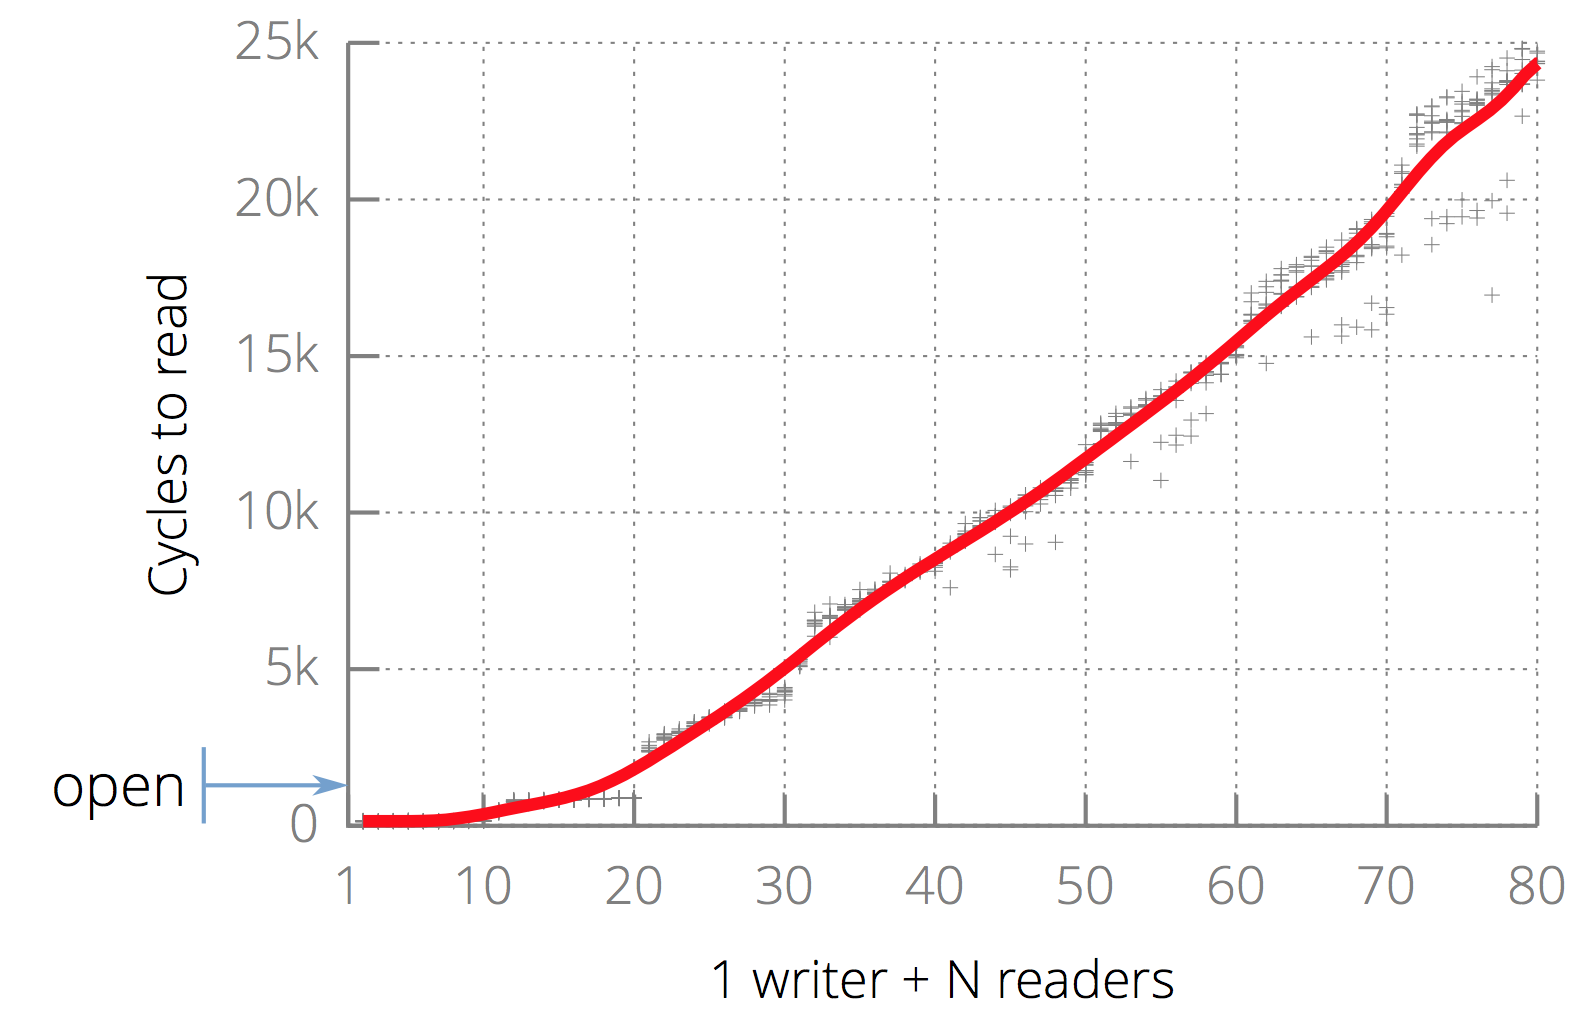 25k
20k
15k
10k
5k
0
Cycles to read
open
1 10 20 30 40 50 60 70 80
1 writer + N readers